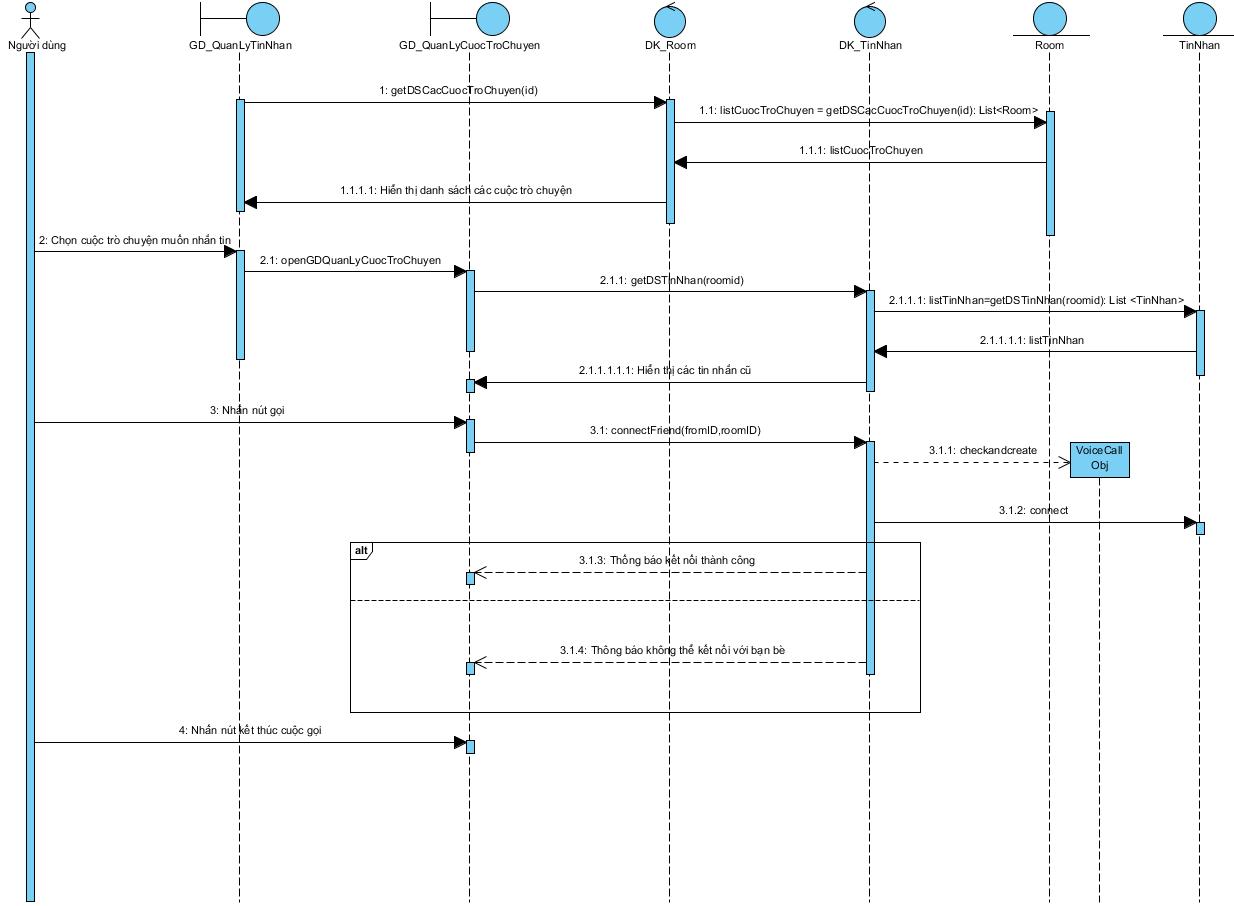 Người dùng
GD_QuanLyTinNhan
GD_QuanLyCuocTroChuyen
DK_Room
DK_TinNhan
Room
TinNhan
1: getDSCacCuocTroChuyen(id)
1.1: listCuocTroChuyen = getDSCacCuocTroChuyen(id): List<Room>
1.1.1: listCuocTroChuyen
1.1.1.1: Hiển thị danh sách các cuộc trò chuyện
2: Chọn cuộc trò chuyện muốn nhắn tin
2.1: openGDQuanLyCuocTroChuyen
2.1.1: getDSTinNhan(roomid)
2.1.1.1: listTinNhan=getDSTinNhan(roomid): List <TinNhan>
2.1.1.1.1: listTinNhan
2.1.1.1.1.1: Hiển thị các tin nhắn cũ
3: Nhấn nút gọi
3.1: connectFriend(fromID,roomID)
3.1.1: checkandcreate
VoiceCall
Obj
3.1.2: connect
alt
3.1.3: Thông báo kết nối thành công
3.1.4: Thông báo không thể kết nối với bạn bè
4: Nhấn nút kết thúc cuộc gọi